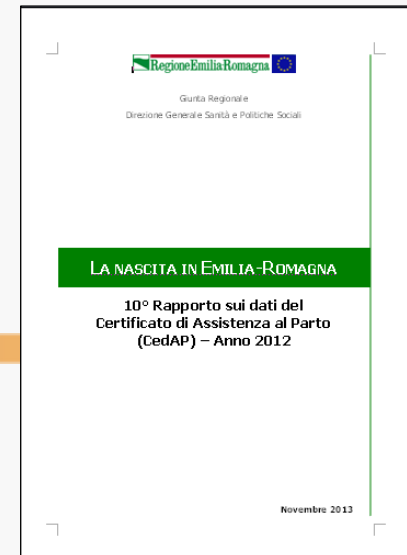 RegioneEmiliaRomagna
Giunta Regionale
Direzione Generale Sanità e Politiche Sociali
LA NASCITA IN EMILIA-ROMAGNA
10° Rapporto sui dati del
Certificato di Assistenza al Parto
(CedAP) – Anno 2012
Novembre 2013